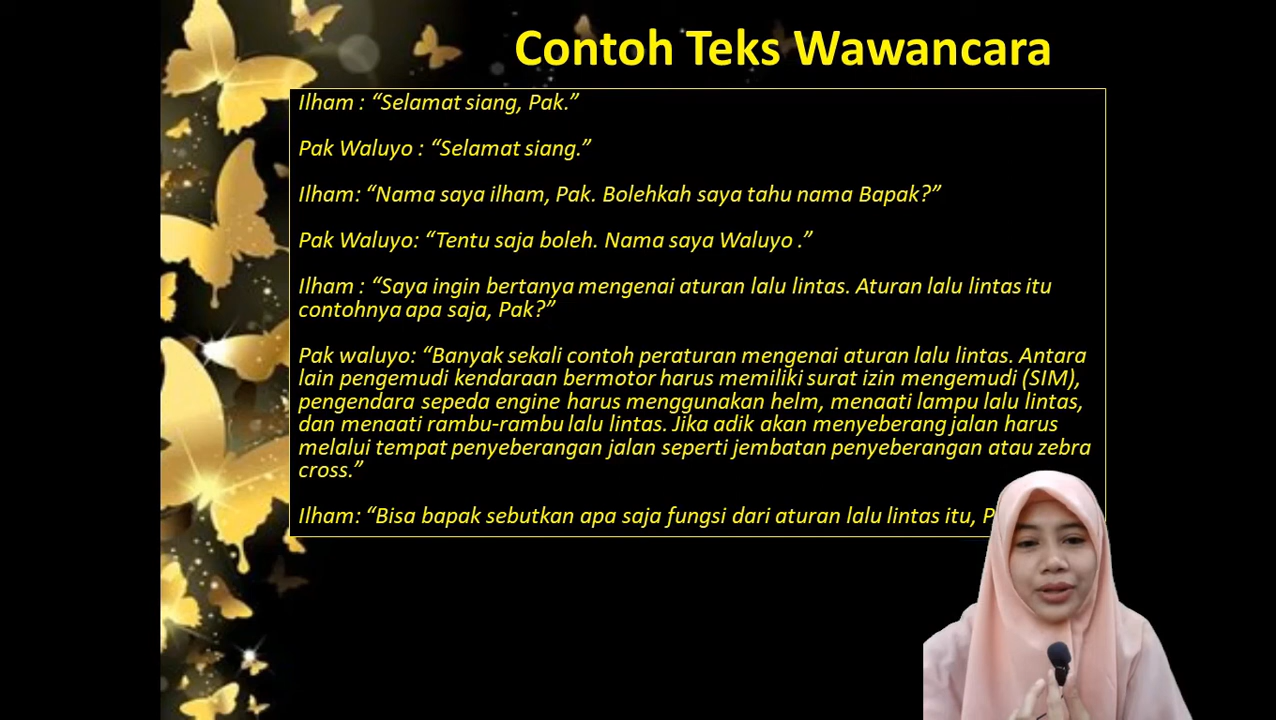 Contoh Teks Wawancara
Ilham : “Selamat siang, Pak.”
Pak Waluyo : “Selamat siang.”
Ilham: “Nama saya ilham, Pak. Bolehkah saya tahu nama Bapak?”
Pak Waluyo: “Tentu saja boleh. Nama saya Waluyo .”
Ilham : “Saya ingin bertanya mengenai aturan lalu lintas. Aturan lalu lintas itu
contohnya apa saja, Pak?”
Pak waluyo: “Banyak sekali contoh peraturan mengenai aturan lalu lintas. Antara
lain pengemudi kendaraan bermotor harus memiliki surat izin mengemudi (SIM),
pengendara sepeda engine harus menggunakan helm, menaati lampu lalu lintas,
dan menaati rambu-rambu lalu lintas. Jika adik akan menyeberang jalan harus
melalui tempat penyeberangan jalan seperti jembatan penyeberangan atau zebra
cross.”
Ilham: “Bisa bapak sebutkan apa saja fungsi dari aturan lalu lintas itu,